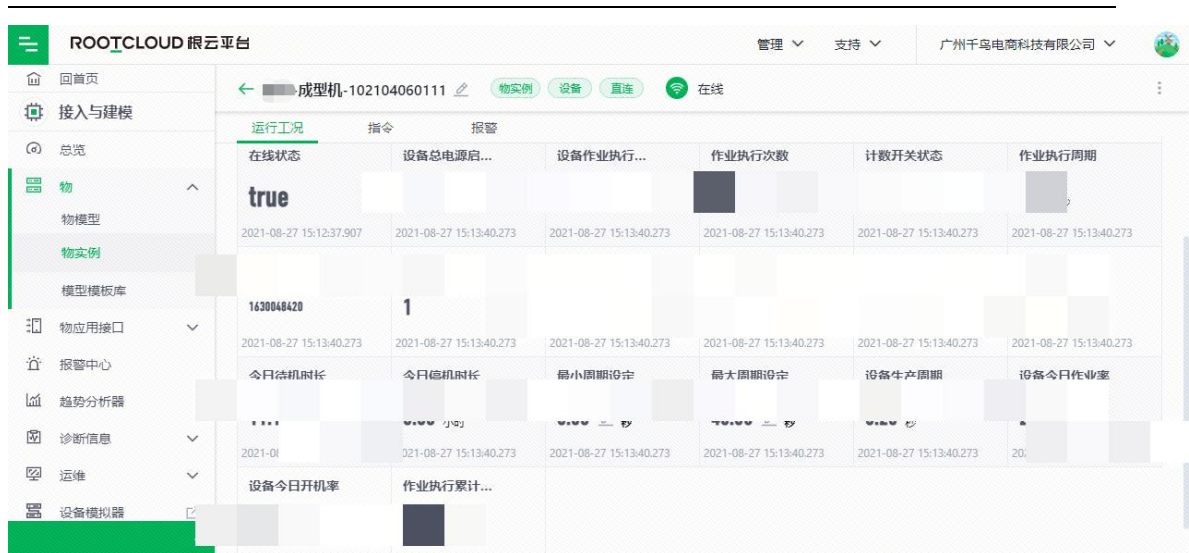 ROOTCLOUD 根云平台
管理
支持
广州千鸟电商科技有限公司
回首页
接入与建模
总览
物
物模型
物实例
模型模板库
物应用接口
报警中心
趋势分析器
诊断信息
运维
设备模拟器
成型机-102104060111 物实例 设备 直连 在线
运行工况 指令 报警
在线状态 设备总电源启... 设备作业执行... 作业执行次数 计数开关状态 作业执行周期
true
2021-08-27 15:12:37.907 2021-08-27 15:13:40.273 2021-08-27 15:13:40.273 2021-08-27 15:13:40.273 2021-08-27 15:13:40.273 2021-08-27 15:13:40.273
1630048420 1
2021-08-27 15:13:40.273 2021-08-27 15:13:40.273 2021-08-27 15:13:40.273 2021-08-27 15:13:40.273 2021-08-27 15:13:40.273 2021-08-27 15:13:40.273
今日待机时长 今日停机时长 最小周期设定 最大周期设定 设备生产周期 设备今日作业率
小时 秒 秒 秒
2021-08-27 15:13:40.273 2021-08-27 15:13:40.273 2021-08-27 15:13:40.273
设备今日开机率 作业执行累计...